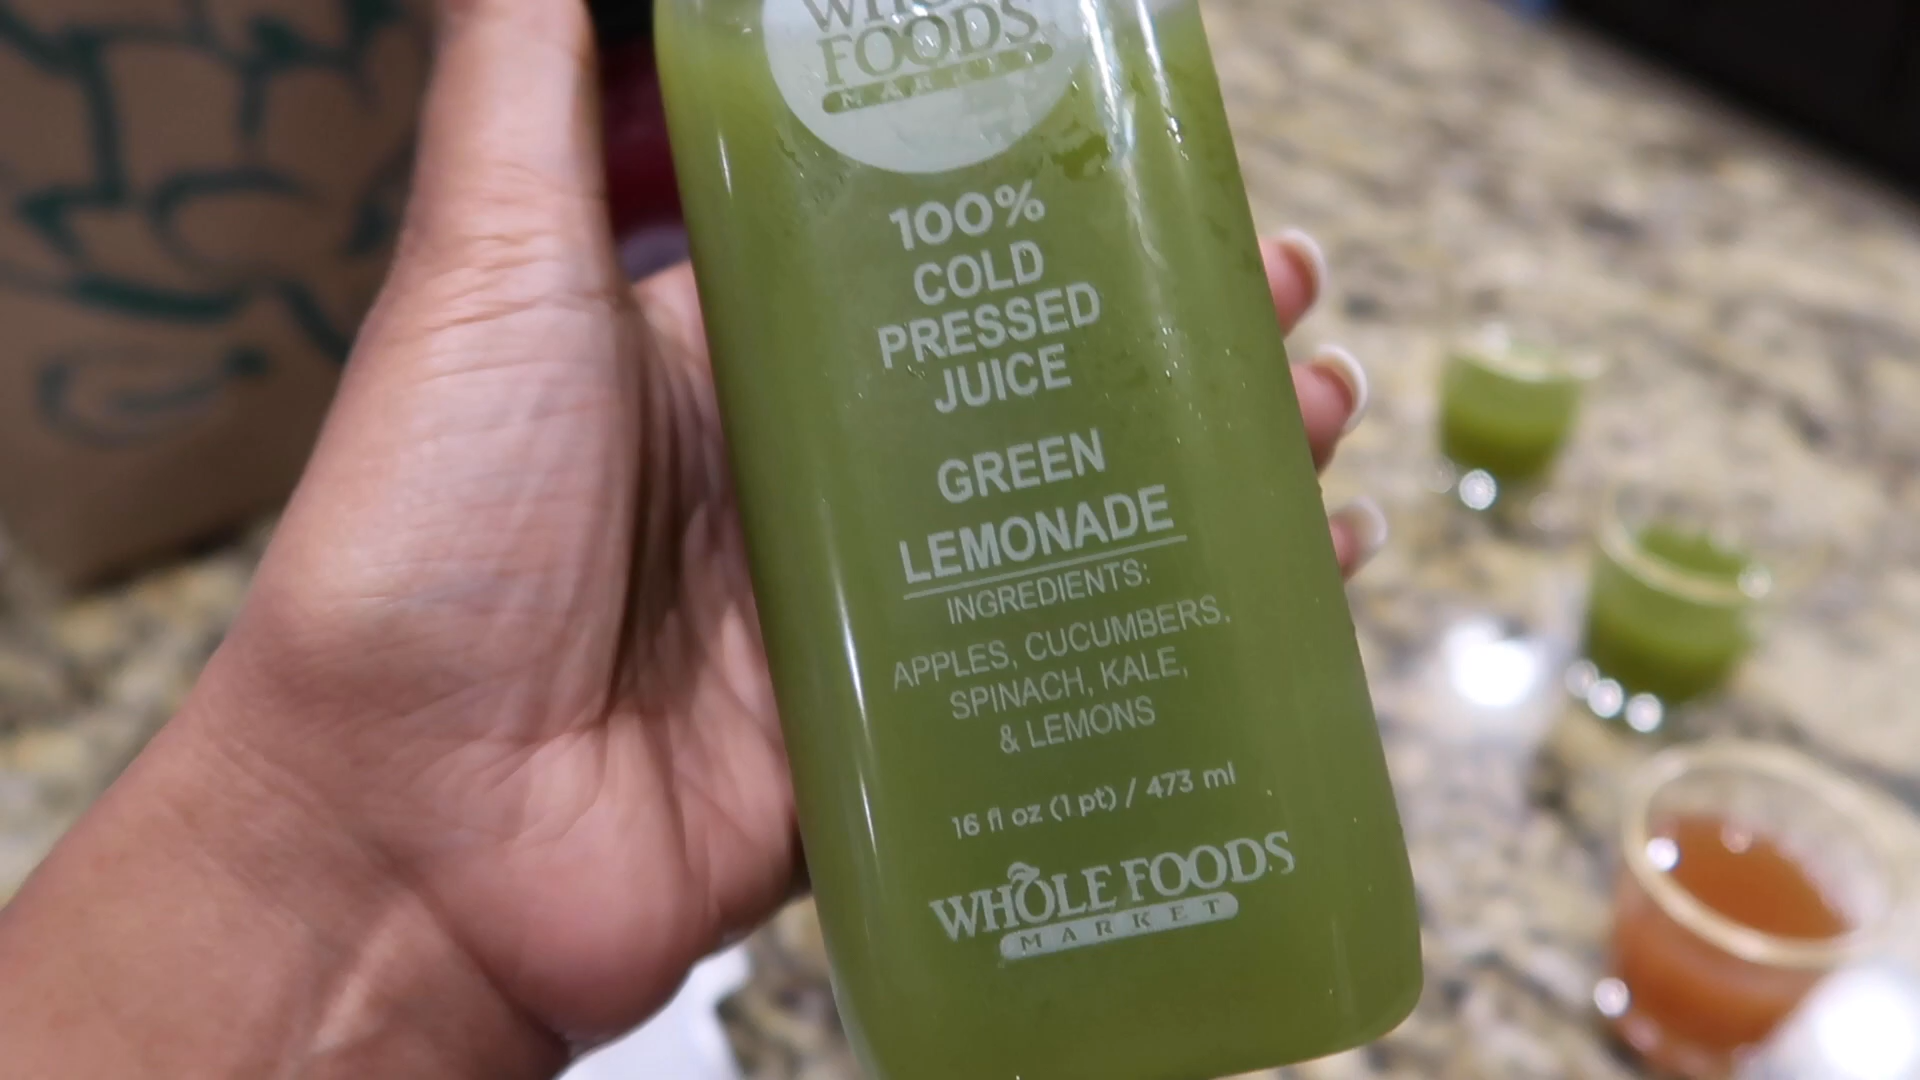 WHOLE
FOODS
MARKET
100%
COLD
PRESSED
JUICE
GREEN
LEMONADE
INGREDIENTS:
APPLES, CUCUMBERS,
SPINACH, KALE,
& LEMONS
16 fl oz (1 pt) / 473 ml
WHOLE FOODS
MARKET